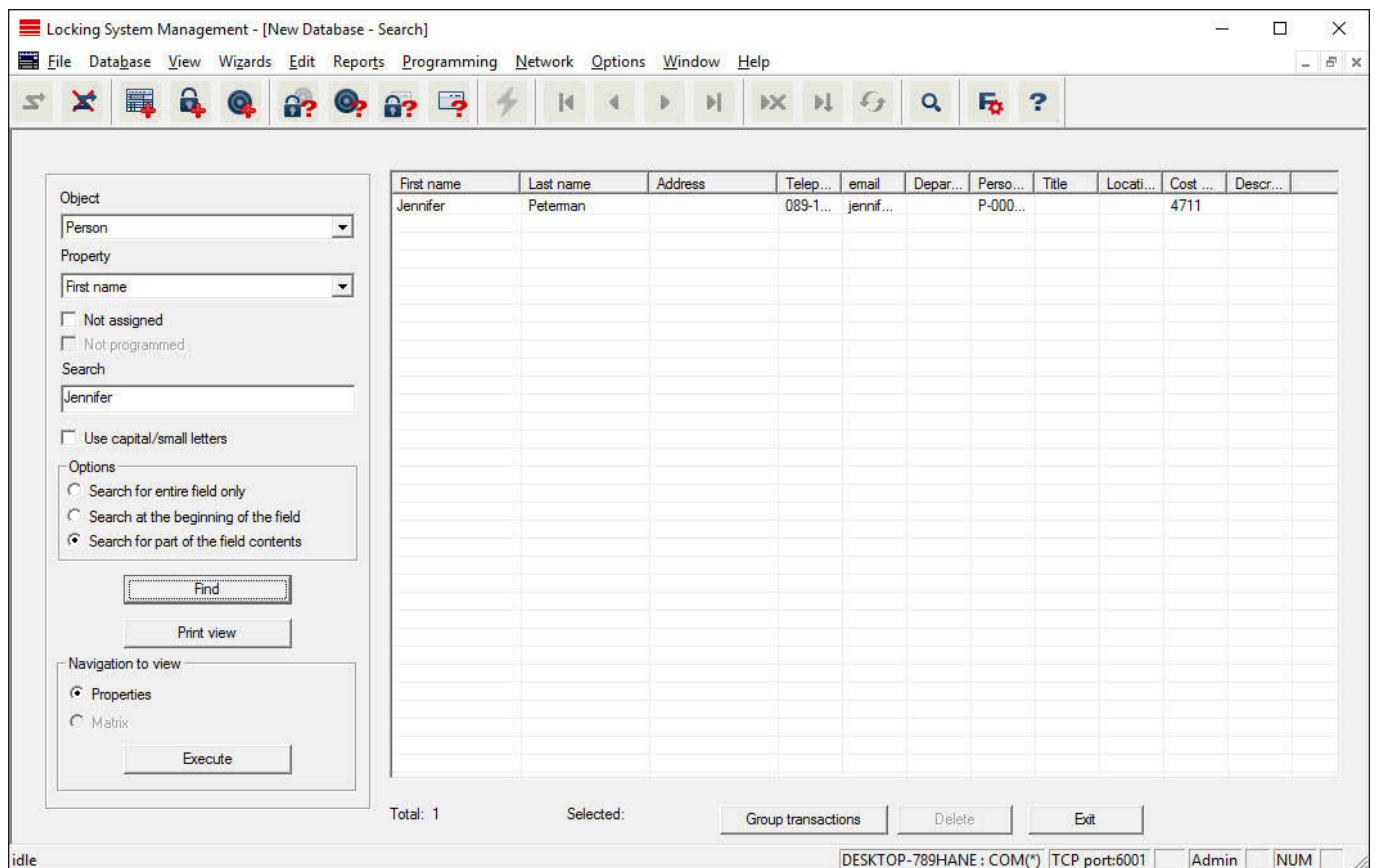 Locking System Management - [New Database - Search]
File Database View Wizards Edit Reports Programming Network Options Window Help
Object
Person
Property
First name
Not assigned
Not programmed
Search
Jennifer
Use capital/small letters
Options
Search for entire field only
Search at the beginning of the field
Search for part of the field contents
Find
Print view
Navigation to view
Properties
Matrix
Execute
First name Last name Address Telep... email Depar... Perso... Title Locati... Cost ... Descr...
Jennifer Peterman 089-1... jennif... P-000... 4711
Total: 1 Selected: Group transactions Delete Exit
idle DESKTOP-789HANE : COM(*) TCP port:6001 Admin NUM